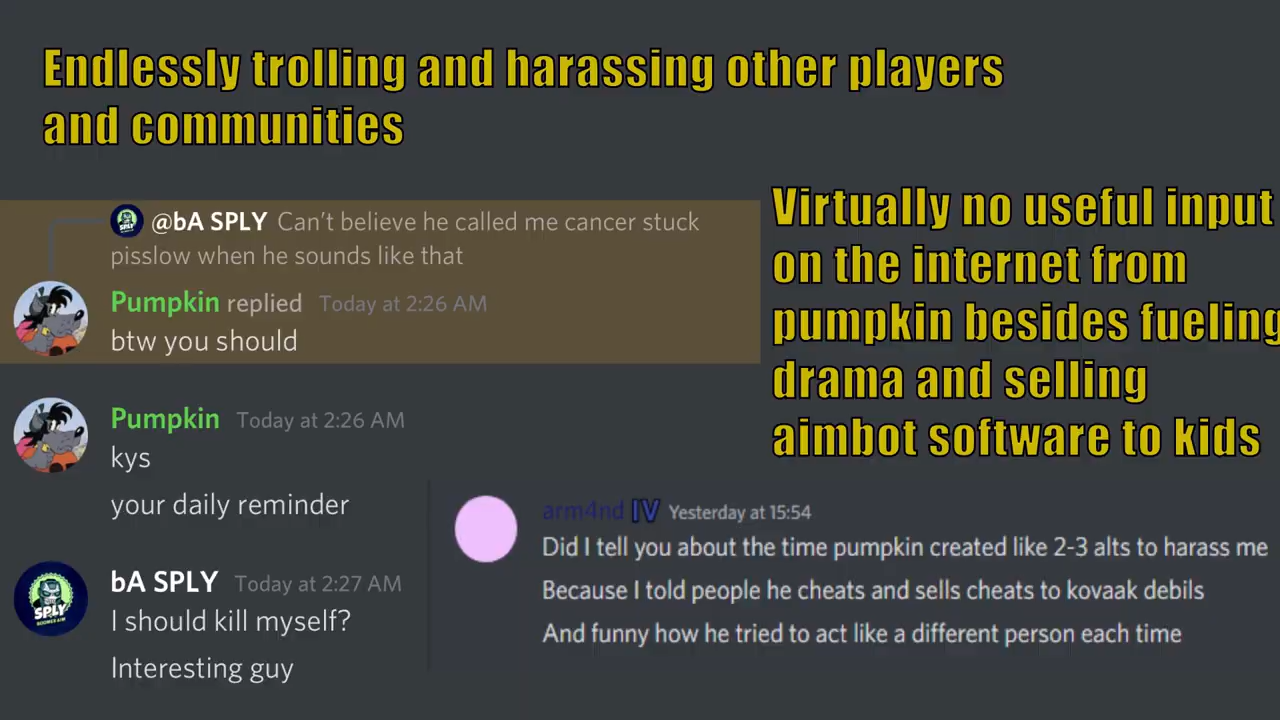 Endlessly trolling and harassing other players
and communities
@bA SPLY Can't believe he called me cancer stuck
pisslow when he sounds like that
Pumpkin replied Today at 2:26 AM
btw you should
Pumpkin Today at 2:26 AM
kys
your daily reminder
bA SPLY Today at 2:27 AM
I should kill myself?
Interesting guy
SPLY
Virtually no useful input
on the internet from
pumpkin besides fueling
drama and selling
aimbot software to kids
arm4nd IV Yesterday at 15:54
Did I tell you about the time pumpkin created like 2-3 alts to harass me
Because I told people he cheats and sells cheats to kovaak debils
And funny how he tried to act like a different person each time